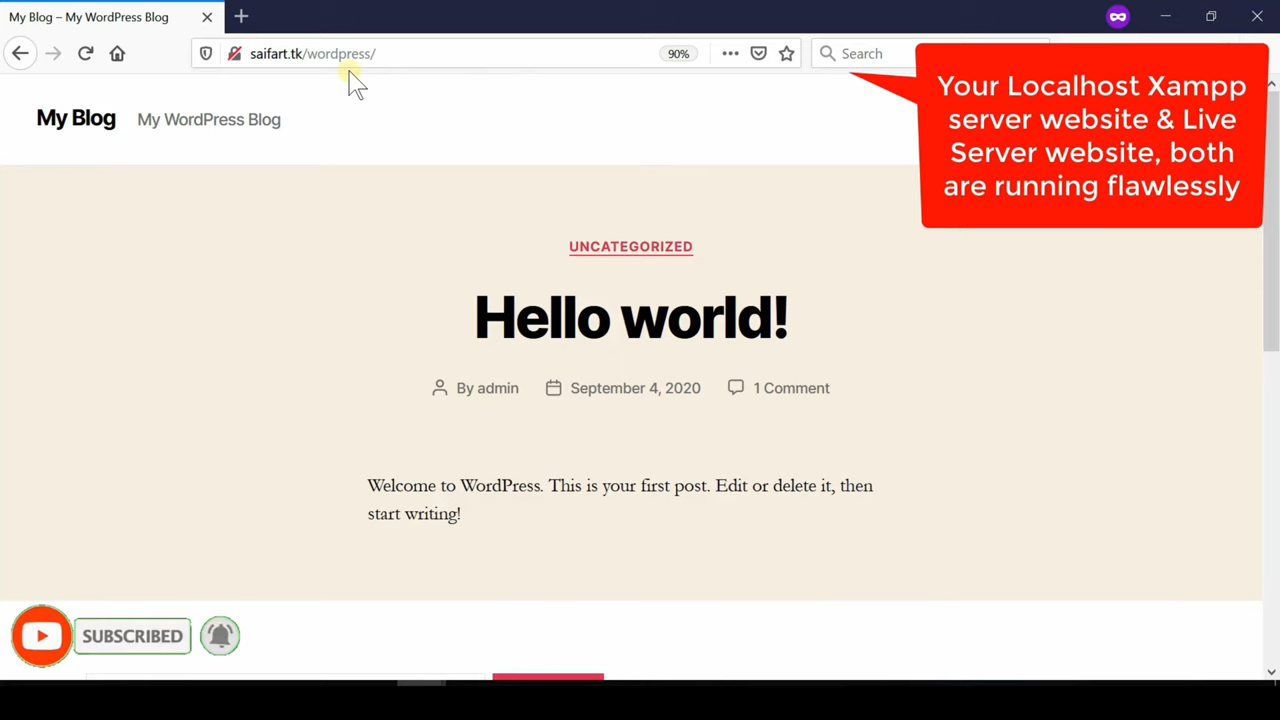 My Blog – My WordPress Blog
saifart.tk/wordpress/
90%
Search
Your Localhost Xampp
server website & Live
Server website, both
are running flawlessly
My Blog
My WordPress Blog
UNCATEGORIZED
Hello world!
By admin
September 4, 2020
1 Comment
Welcome to WordPress. This is your first post. Edit or delete it, then
start writing!
SUBSCRIBED